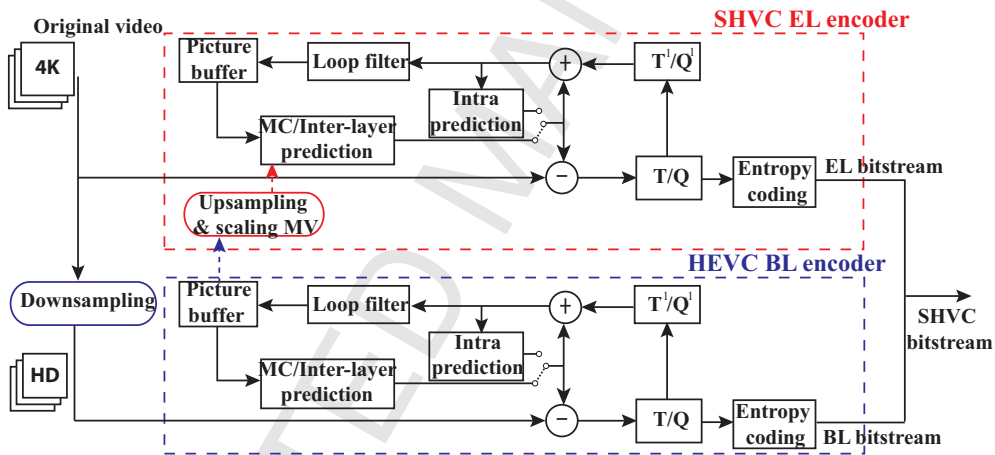 Original video
SHVC EL encoder
4K
Picture
buffer
Loop filter
+
T¹/Q¹
Intra
prediction
MC/Inter-layer
prediction
−
T/Q
Entropy
coding
EL bitstream
Upsampling
& scaling MV
HEVC BL encoder
Downsampling
Picture
buffer
Loop filter
+
T¹/Q¹
SHVC
bitstream
Intra
prediction
HD
MC/Inter-layer
prediction
−
T/Q
Entropy
coding
BL bitstream
TED MA